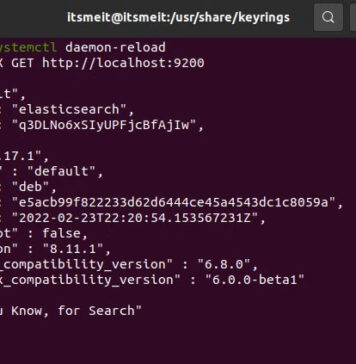 itsmeit@itsmeit:/usr/share/keyrings
ystemctl daemon-reload
X GET http://localhost:9200
it",
: "elasticsearch",
: "q3DLNo6xSIyUPFjcBfAjIw",
.17.1",
" : "default",
: "deb",
: "e5acb99f822233d62d6444ce45a4543dc1c8059a",
: "2022-02-23T22:20:54.153567231Z",
ot" : false,
on" : "8.11.1",
_compatibility_version" : "6.8.0",
x_compatibility_version" : "6.0.0-beta1"
u Know, for Search"